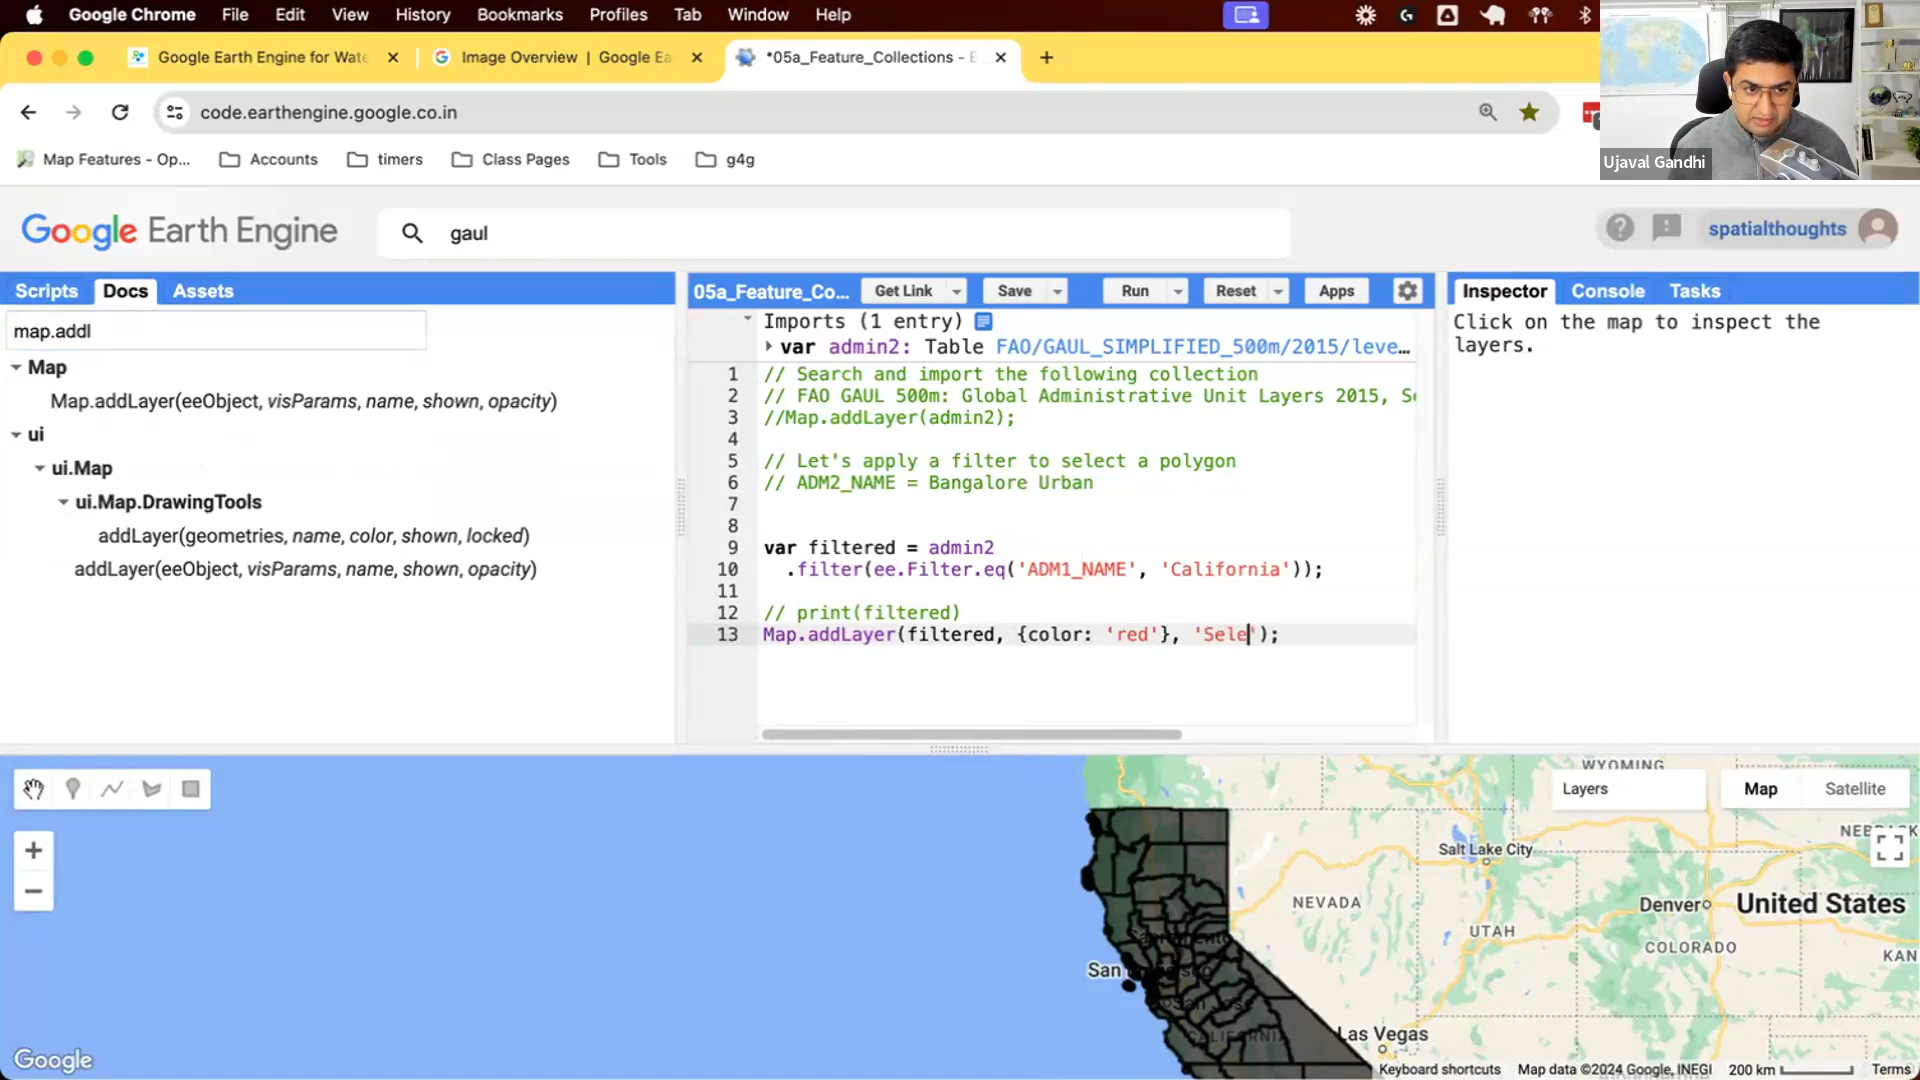 Google Chrome File Edit View History Bookmarks Profiles Tab Window Help
Google Earth Engine for Wate
Image Overview | Google Ea
*05a_Feature_Collections - E
code.earthengine.google.co.in
Map Features - Op...
Accounts
timers
Class Pages
Tools
g4g
Ujaval Gandhi
Google Earth Engine
gaul
spatialthoughts
Scripts Docs Assets
05a_Feature_Co...
Get Link
Save
Run
Reset
Apps
Inspector Console Tasks
map.addl
Map
Map.addLayer(eeObject, visParams, name, shown, opacity)
ui
ui.Map
ui.Map.DrawingTools
addLayer(geometries, name, color, shown, locked)
addLayer(eeObject, visParams, name, shown, opacity)
Imports (1 entry)
var admin2: Table FAO/GAUL_SIMPLIFIED_500m/2015/leve…
1 // Search and import the following collection
2 // FAO GAUL 500m: Global Administrative Unit Layers 2015, Se
3 //Map.addLayer(admin2);
4
5 // Let's apply a filter to select a polygon
6 // ADM2_NAME = Bangalore Urban
7
8
9 var filtered = admin2
10 .filter(ee.Filter.eq('ADM1_NAME', 'California'));
11
12 // print(filtered)
13 Map.addLayer(filtered, {color: 'red'}, 'Sele');
Click on the map to inspect the
layers.
WYOMING
Layers
Map
Satellite
Salt Lake City
NEBRASK
NEVADA
Denver
United States
UTAH
COLORADO
KAN
Sacramento
San Francisco
San Jose
CALIFORNIA
Las Vegas
Google
Keyboard shortcuts
Map data ©2024 Google, INEGI
200 km
Terms